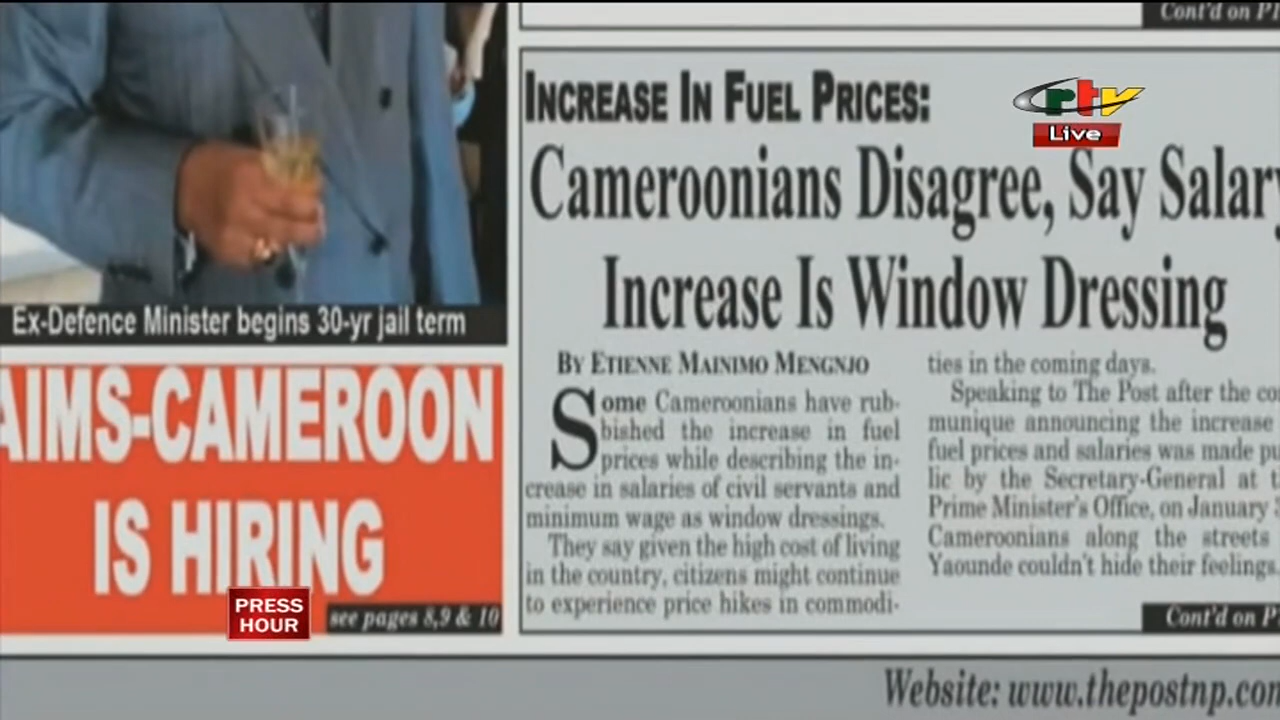 Cont'd on
INCREASE IN FUEL PRICES:
rtv
Live
Cameroonians Disagree, Say Salary
Increase Is Window Dressing
Ex-Defence Minister begins 30-yr jail term
AIMS-CAMEROON
IS HIRING
see pages 8,9 & 10
PRESS
HOUR
BY ETIENNE MAINIMO MENGNJO
Some Cameroonians have rub-
bished the increase in fuel
prices while describing the in-
crease in salaries of civil servants and
minimum wage as window dressings.
They say given the high cost of living
in the country, citizens might continue
to experience price hikes in commodi-
ties in the coming days.
Speaking to The Post after the co
munique announcing the increase
fuel prices and salaries was made pu
lic by the Secretary-General at t
Prime Minister's Office, on January
Cameroonians along the streets
Yaounde couldn't hide their feelings.
Cont'd on
Website: www.thepostnp.com